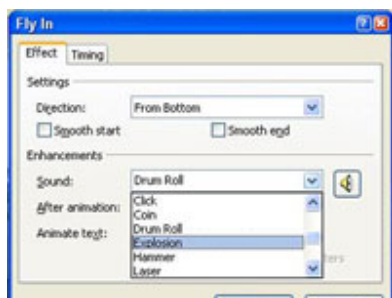 Fly In
Effect Timing
Settings
Direction: From Bottom
Smooth start Smooth end
Enhancements
Sound: Drum Roll
After animation: Click
Coin
Animate text: Drum Roll
Explosion
Hammer
Laser